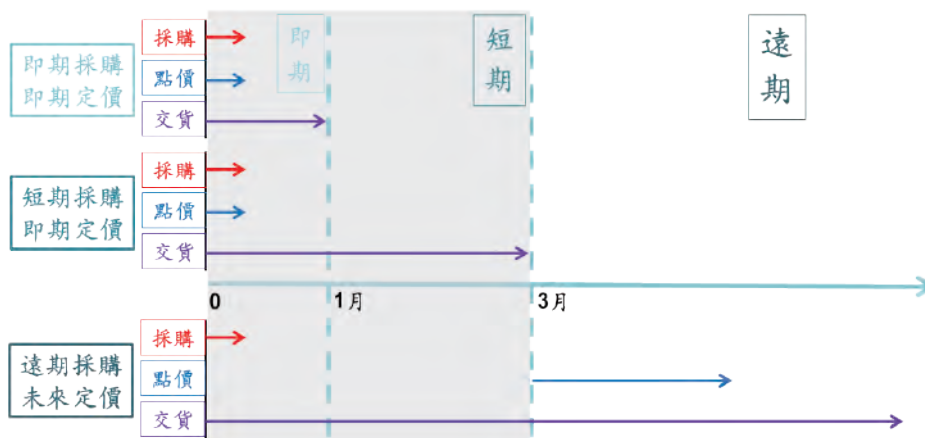 即期採購
即期定價
採購
點價
交貨
即
期
短
期
遠
期
短期採購
即期定價
採購
點價
交貨
0
1月
3月
遠期採購
未來定價
採購
點價
交貨